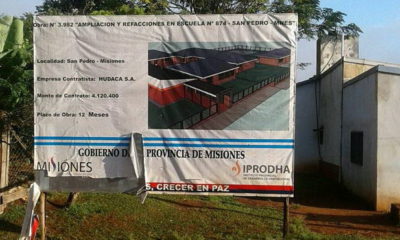 Obra: N° 3.982 "AMPLIACION Y REFACCIONES EN ESCUELA N° 674 - SAN PEDRO - MNES"
Localidad: San Pedro - Misiones
Empresa Contratista: HUDACA S.A.
Monto de Contrato: 4.120.400
Plazo de Obra: 12 Meses
GOBIERNO DE PROVINCIA DE MISIONES
MISIONES
IPRODHA
S, CRECER EN PAZ